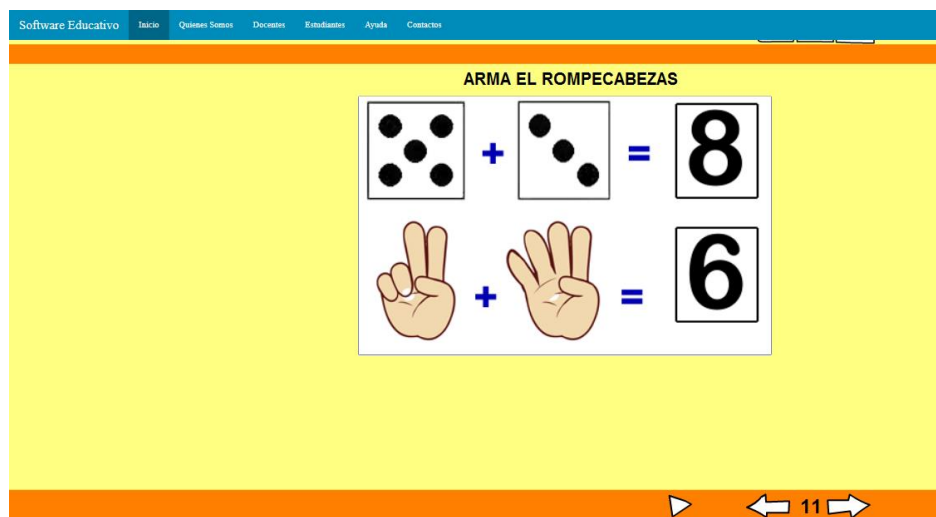 Software Educativo Inicio Quienes Somos Docentes Estudiantes Ayuda Contactos
ARMA EL ROMPECABEZAS
+ = 8
+ = 6
11